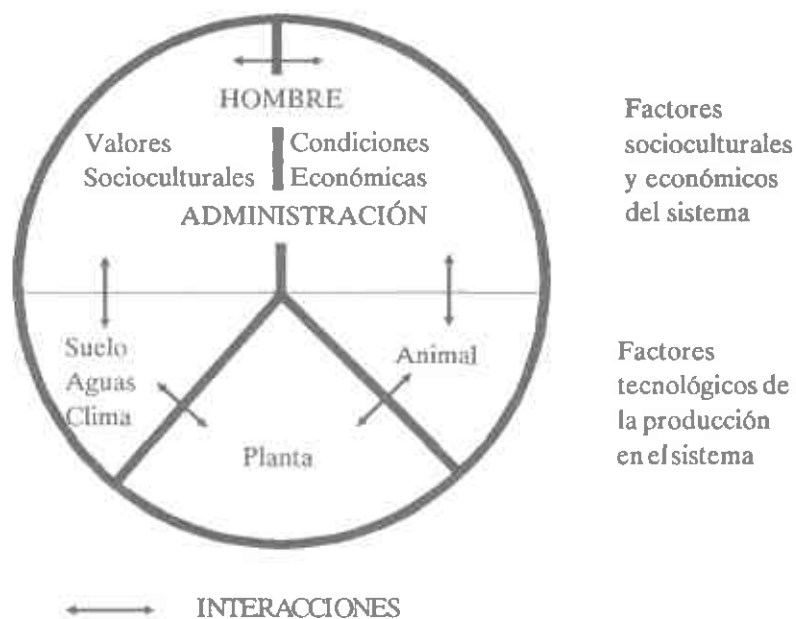 HOMBRE
Valores
Socioculturales
Condiciones
Económicas
ADMINISTRACIÓN
Factores
socioculturales
y económicos
del sistema
Suelo
Aguas
Clima
Animal
Planta
Factores
tecnológicos de
la producción
en el sistema
INTERACCIONES